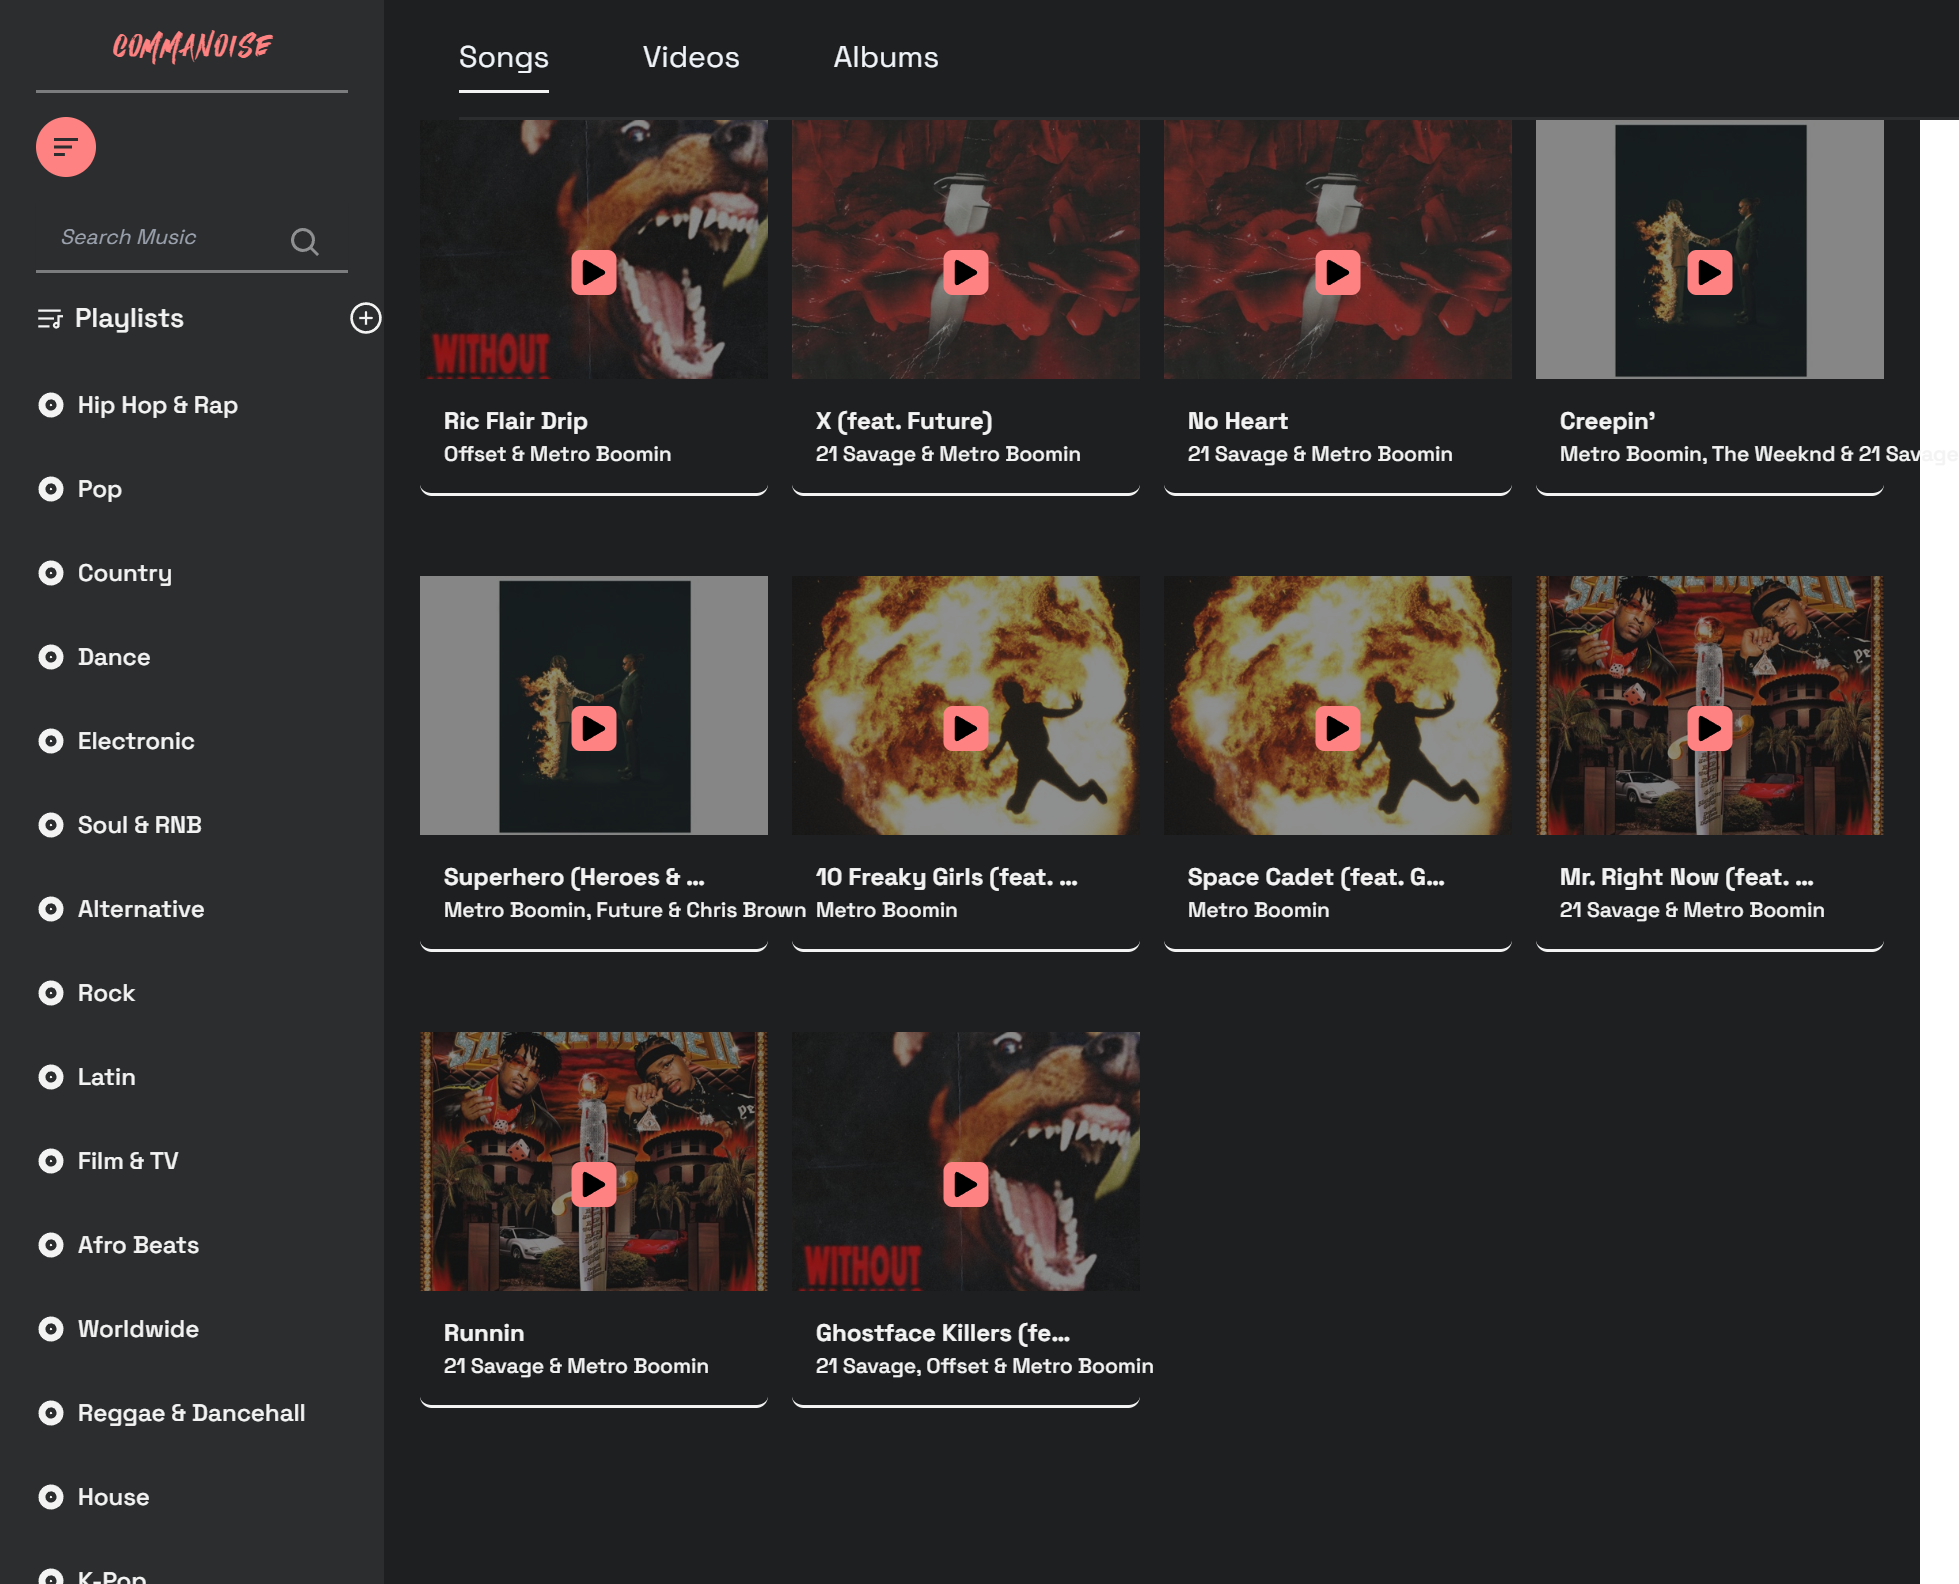 COMMANOISE
Songs
Videos
Albums
Search Music
Playlists
Hip Hop & Rap
Pop
Country
Dance
Electronic
Soul & RNB
Alternative
Rock
Latin
Film & TV
Afro Beats
Worldwide
Reggae & Dancehall
House
K-Pop
WITHOUT
Ric Flair Drip
Offset & Metro Boomin
X (feat. Future)
21 Savage & Metro Boomin
No Heart
21 Savage & Metro Boomin
Creepin'
Metro Boomin, The Weeknd & 21 Savage
Superhero (Heroes & ...
Metro Boomin, Future & Chris Brown
10 Freaky Girls (feat. ...
Metro Boomin
Space Cadet (feat. G...
Metro Boomin
Mr. Right Now (feat. ...
21 Savage & Metro Boomin
Runnin
21 Savage & Metro Boomin
WITHOUT
Ghostface Killers (fe...
21 Savage, Offset & Metro Boomin